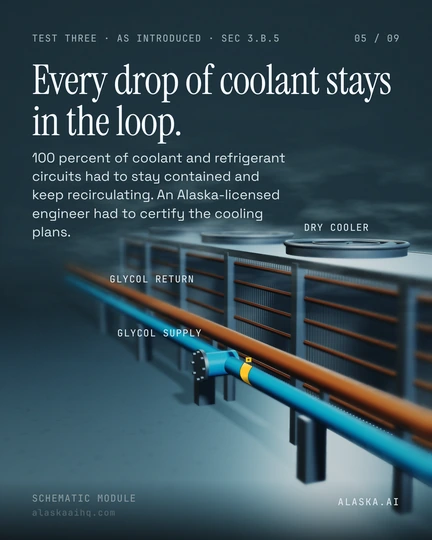 TEST THREE · AS INTRODUCED · SEC 3.B.5
05 / 09
Every drop of coolant stays
in the loop.
100 percent of coolant and refrigerant
circuits had to stay contained and
keep recirculating. An Alaska-licensed
engineer had to certify the cooling
plans.
DRY COOLER
GLYCOL RETURN
GLYCOL SUPPLY
SCHEMATIC MODULE
ALASKA.AI
alaskaaihq.com